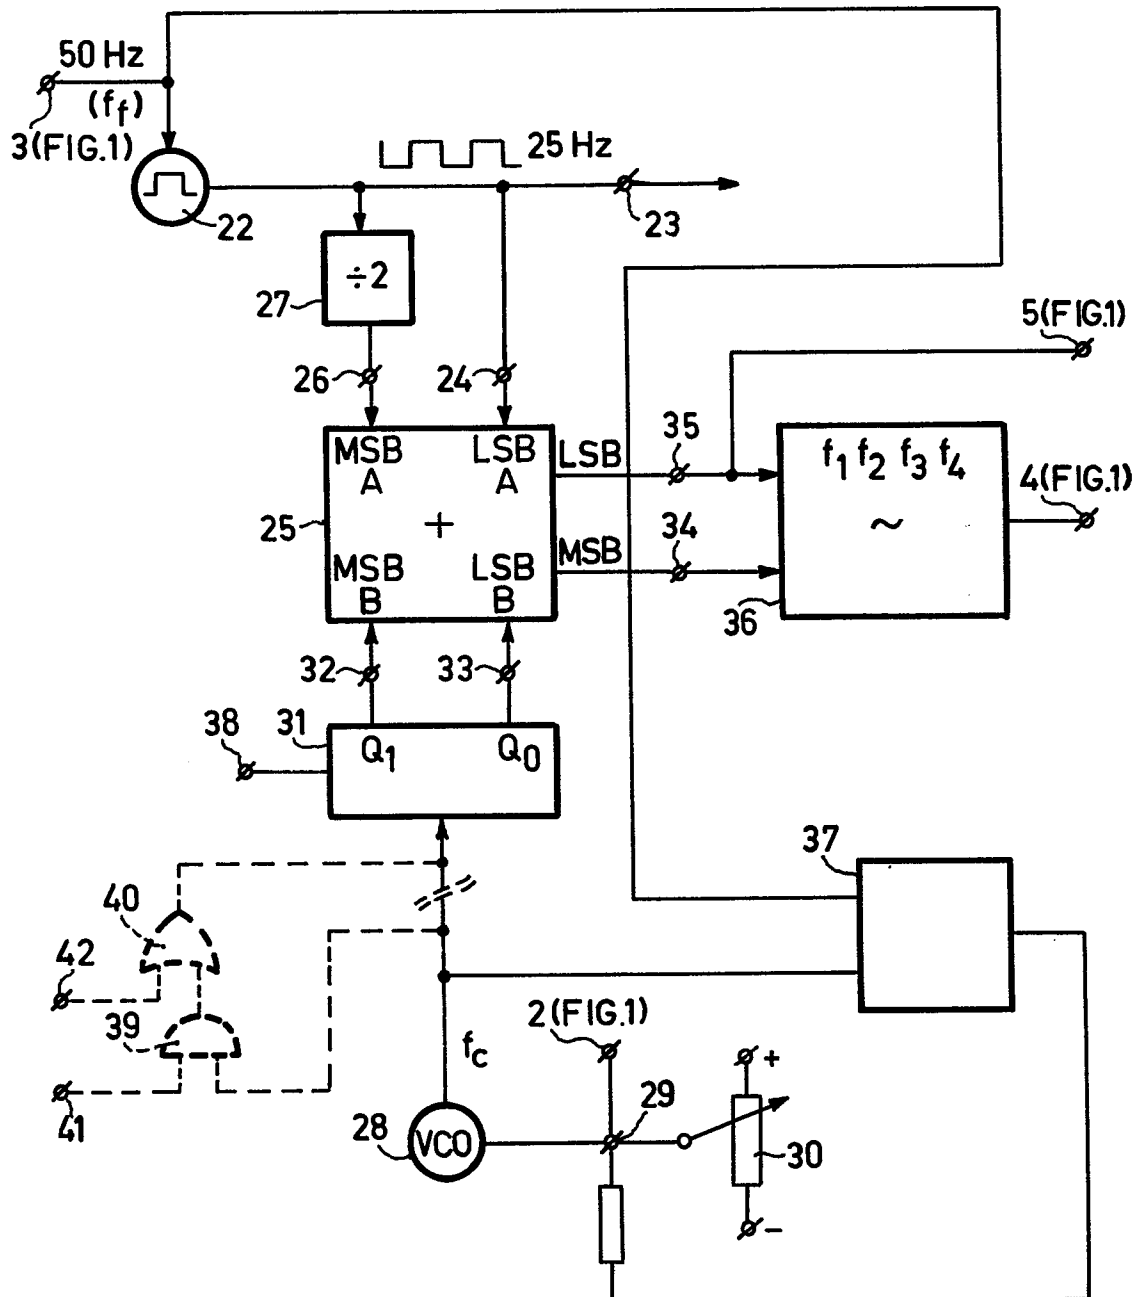 50 Hz
(ff)
3(FIG.1)
25 Hz
22
23
÷2
27
5(FIG.1)
26
24
35
MSB
A
LSB
A
LSB
f1 f2 f3 f4
4(FIG.1)
25
+
~
34
MSB
MSB
B
LSB
B
36
32
33
38
31
Q1
Q0
37
40
42
39
2(FIG.1)
fc
+
29
41
28
VCO
30
-